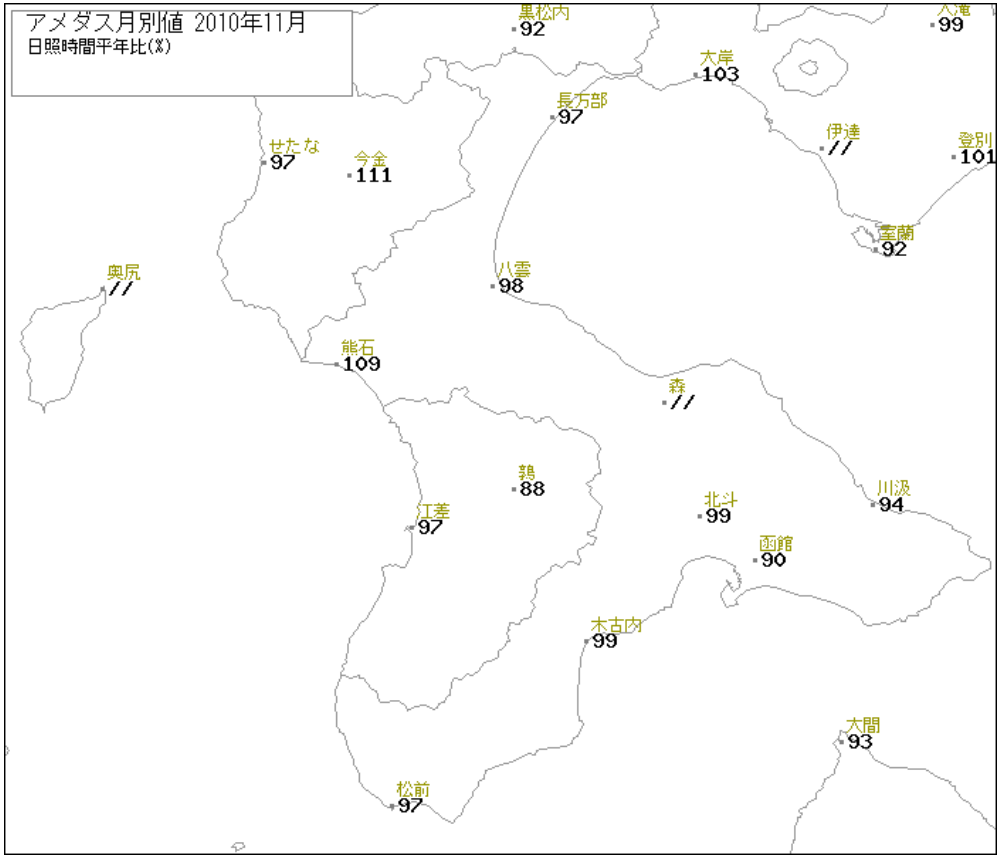 アメダス月別値 2010年11月
日照時間平年比(%)
黒松内
92
大滝
99
大岸
103
長万部
97
伊達
//
登別
101
せたな
97
今金
111
室蘭
92
奥尻
//
八雲
98
熊石
109
森
//
鶉
88
川汲
94
江差
97
北斗
99
函館
90
木古内
99
大間
93
松前
97